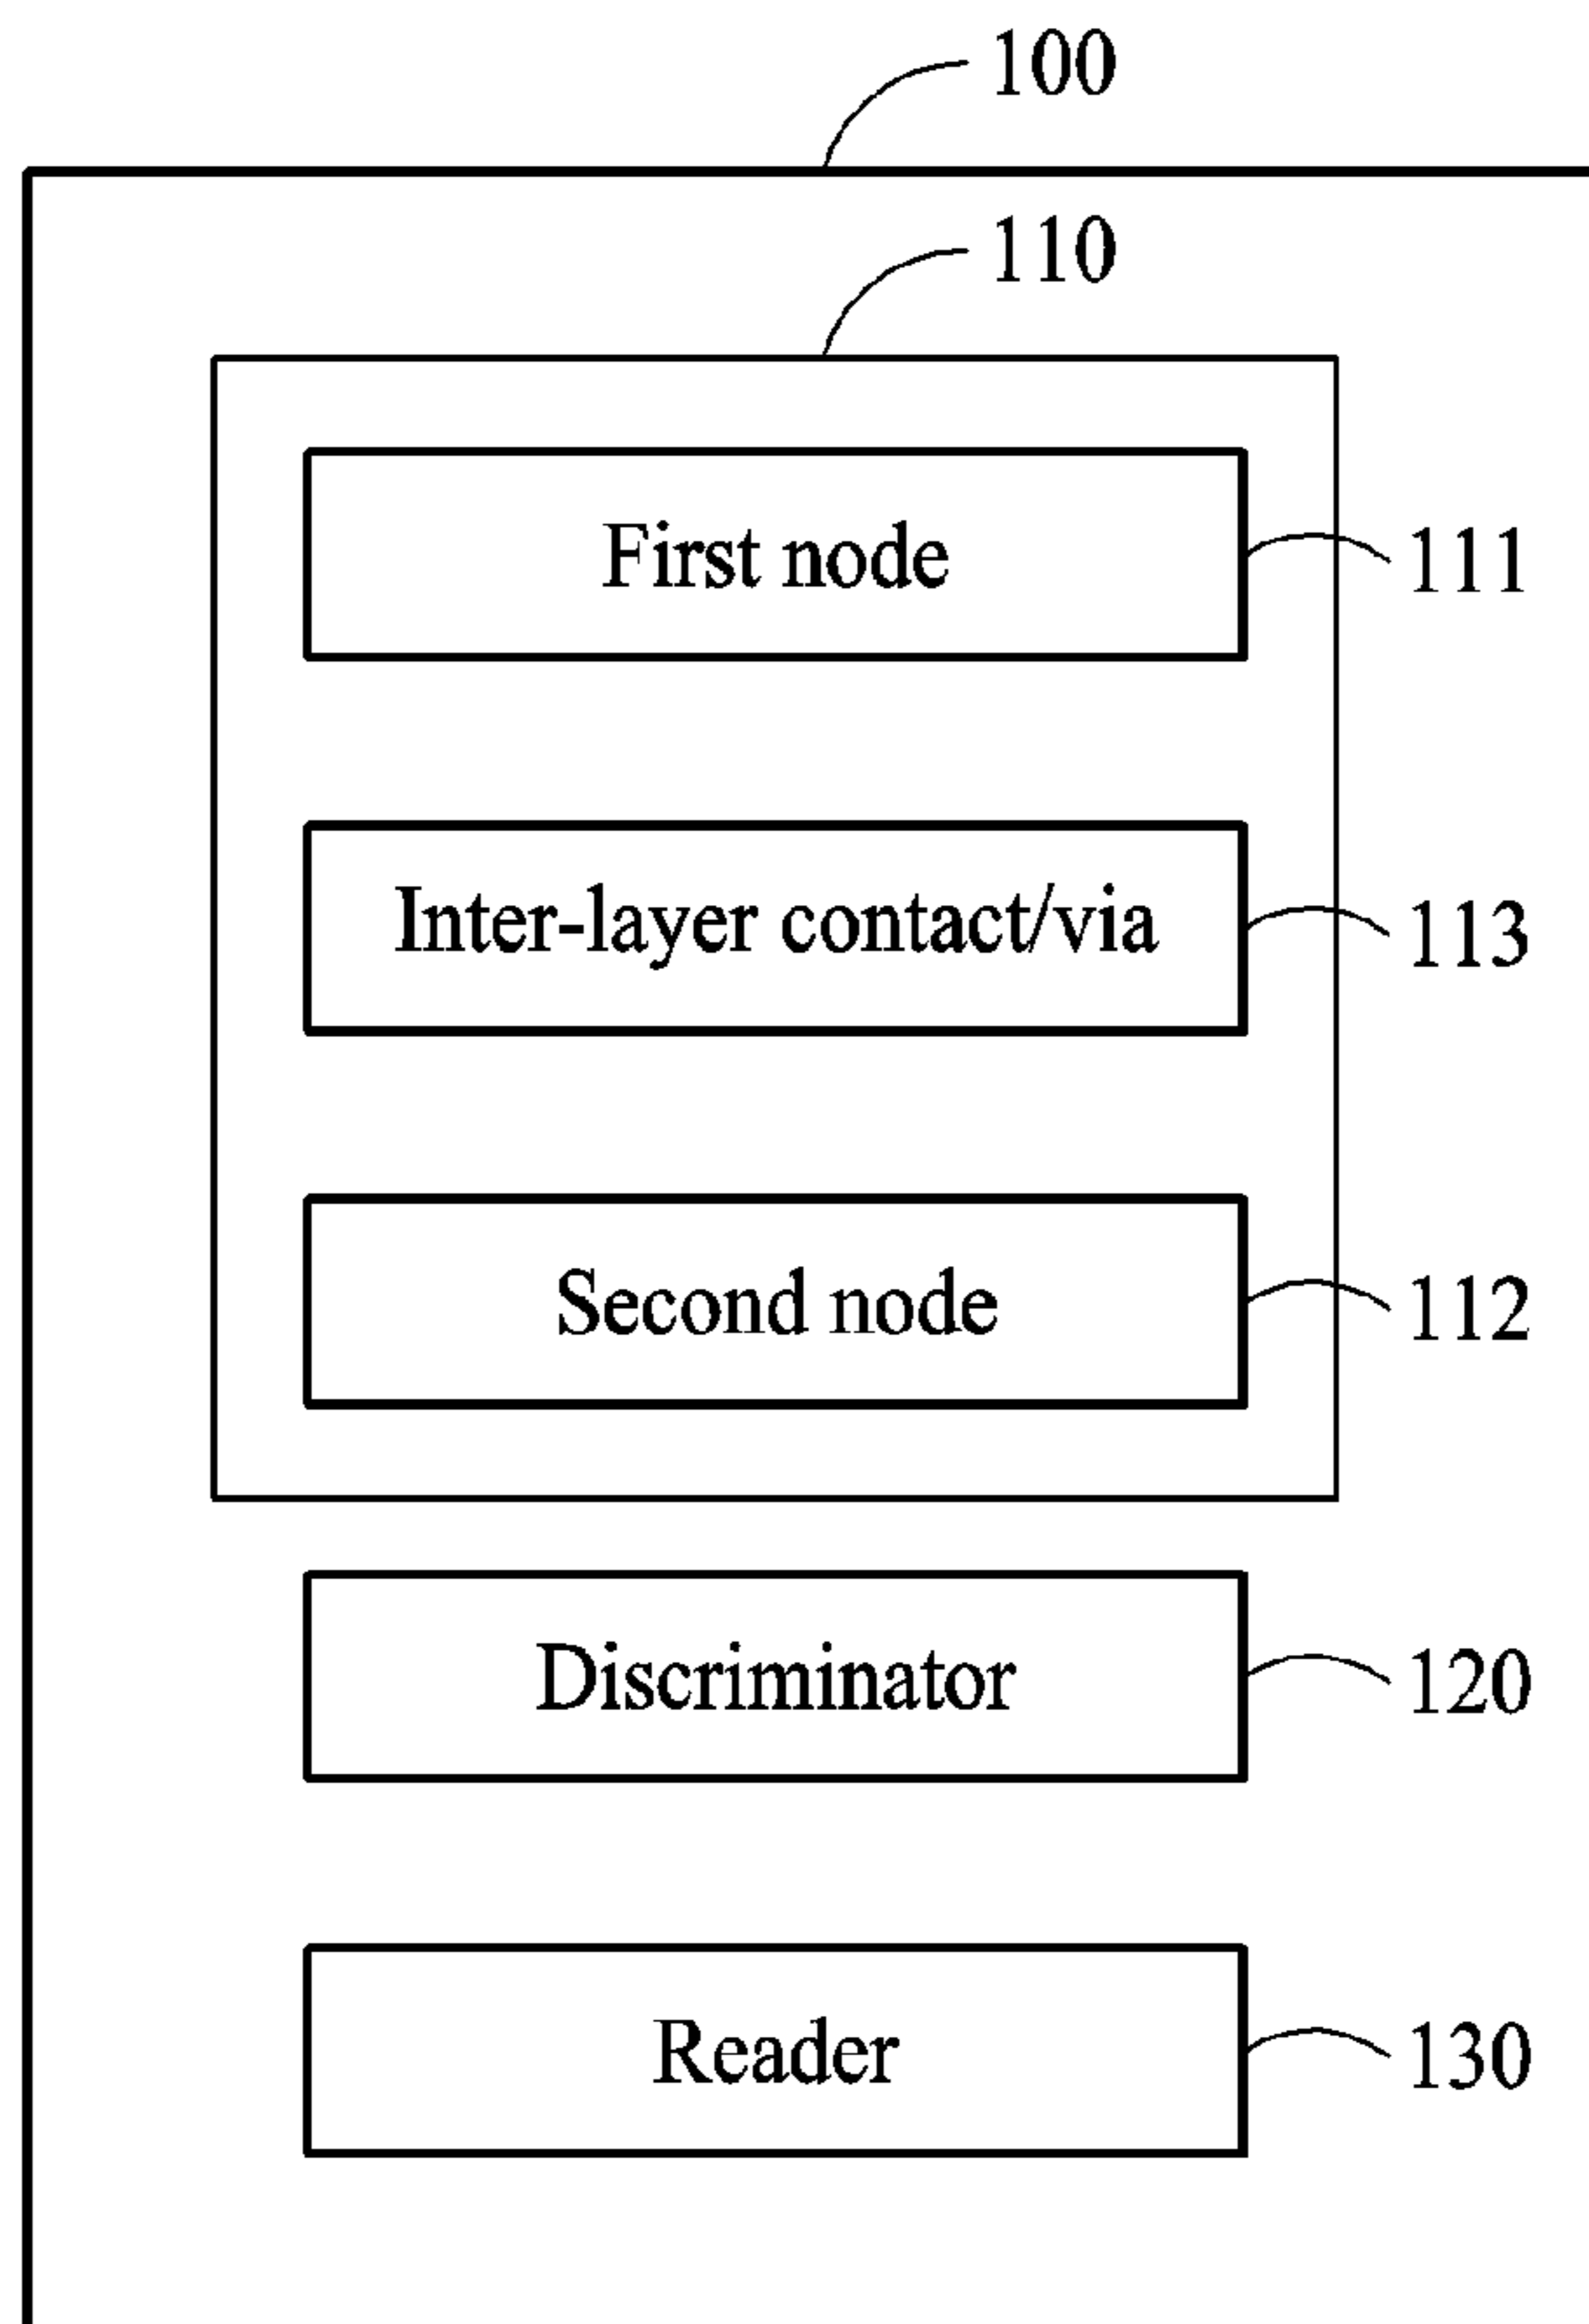 100
110
First node
111
Inter-layer contact/via
113
Second node
112
Discriminator
120
Reader
130